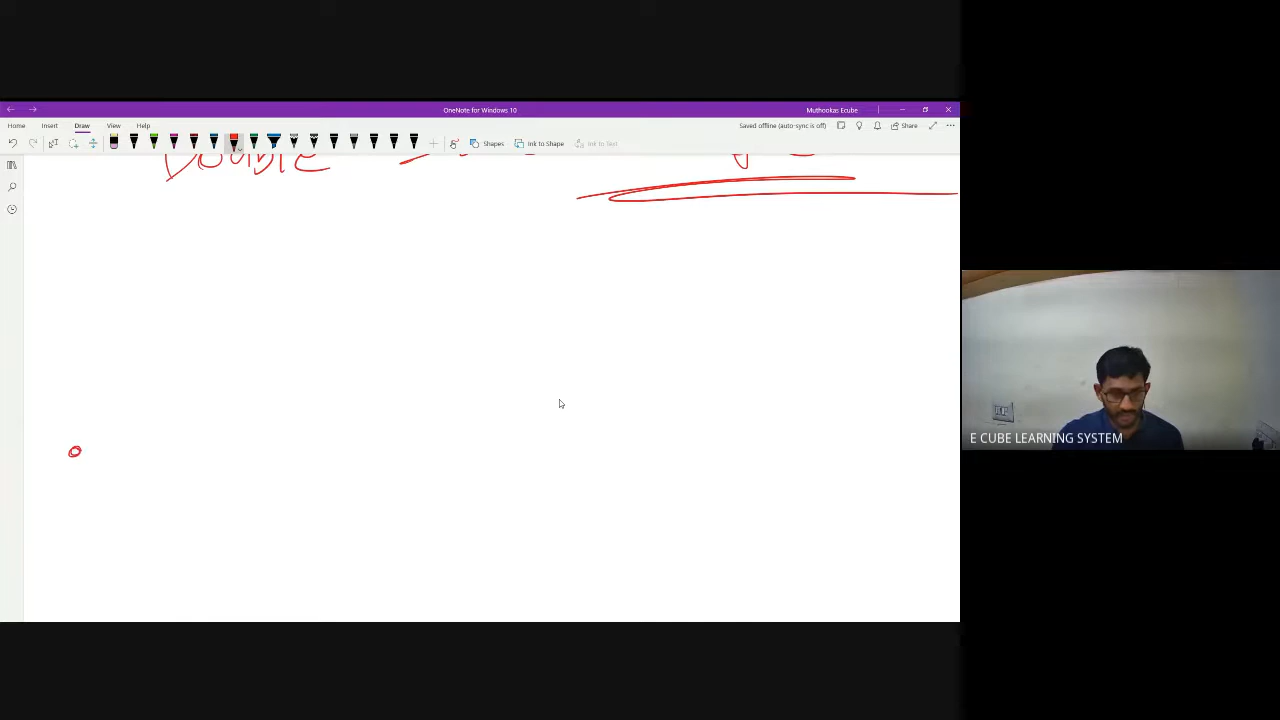 OneNote for Windows 10
Muthookas Ecube
Home Insert Draw View Help
Saved offline (auto-sync is off) Share
Shapes Ink to Shape Ink to Text
Double
E CUBE LEARNING SYSTEM